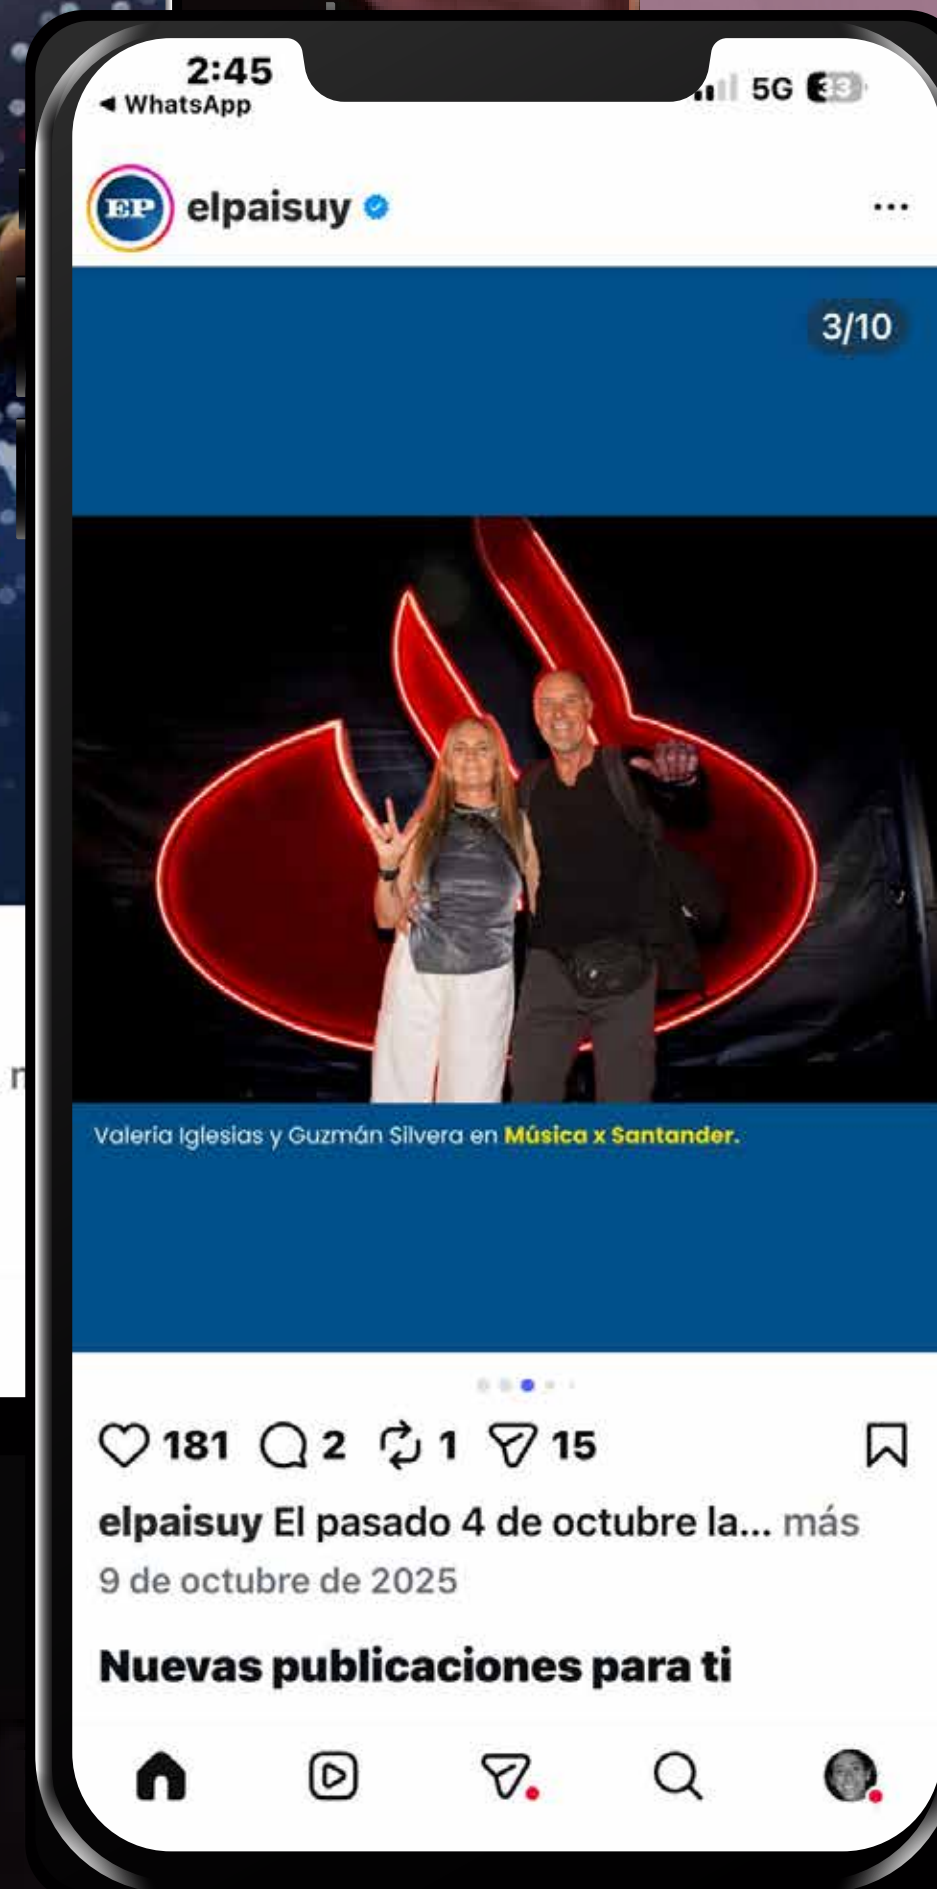 2:45
◀ WhatsApp
5G 33
EP elpaisuy
3/10
Valeria Iglesias y Guzmán Silvera en Música x Santander.
181 2 1 15
elpaisuy El pasado 4 de octubre la... más
9 de octubre de 2025
Nuevas publicaciones para ti